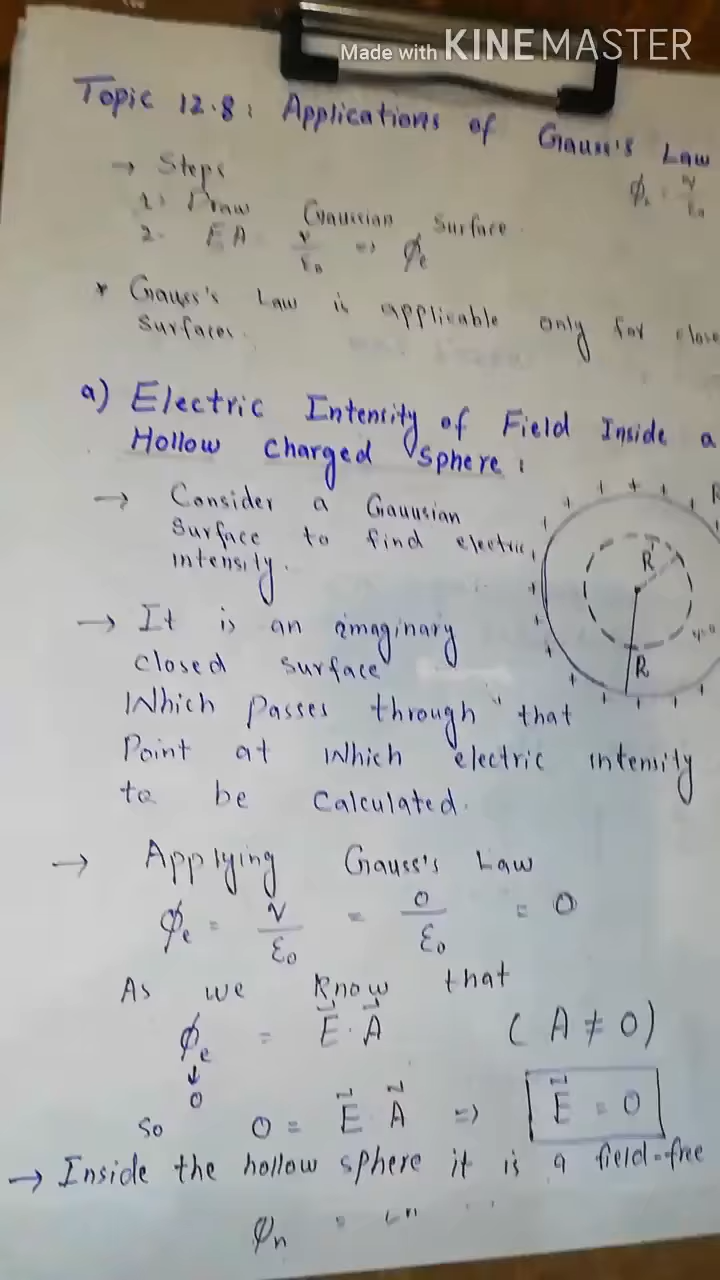 Made with KINEMASTER
Topic 12.8: Applications of Gauss's Law
→ Steps
1. Draw Gaussian Surface.
2. EA q/ε₀ => ϕe
* Gauss's Law is applicable only for close
Surfaces.
a) Electric Intensity of Field Inside a
Hollow Charged Sphere:
→ Consider a Gaussian
Surface to find electric
intensity.
R'
R
→ It is an imaginary
closed surface
Which passes through that
Point at which electric intensity
to be calculated.
→ Applying Gauss's Law
ϕe = q/ε₀ = 0/ε₀ = 0
As we know that
ϕe = E⃗ · A⃗ (A ≠ 0)
↓
0
So 0 = E⃗ A⃗ => E⃗ = 0
→ Inside the hollow sphere it is a field-free